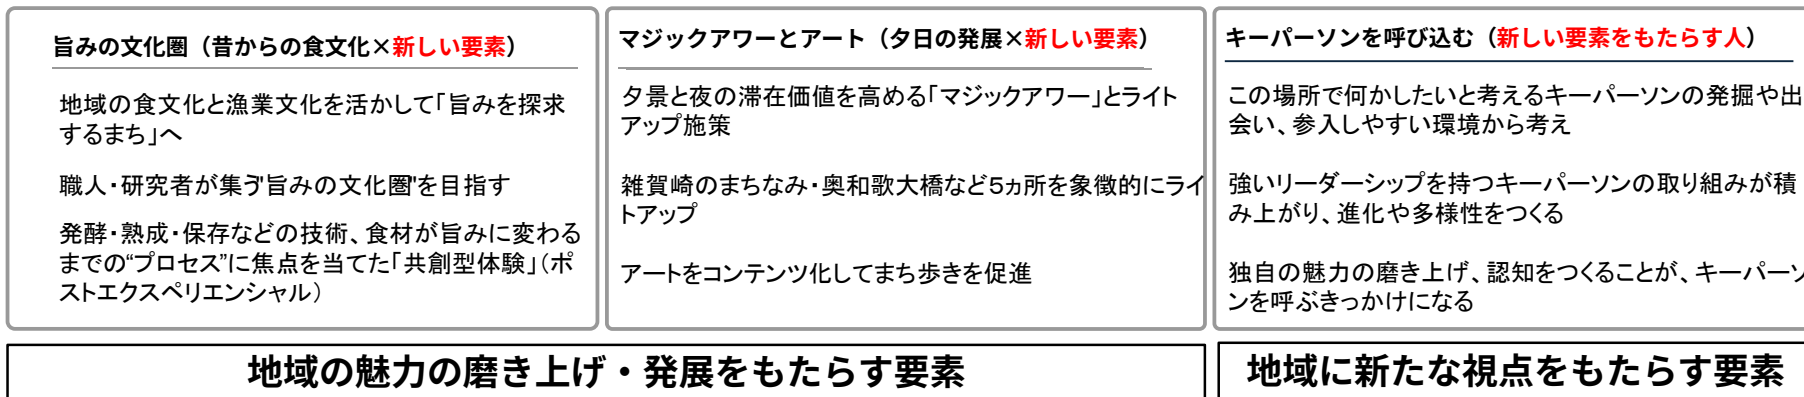 旨みの文化圏（昔からの食文化×新しい要素）
地域の食文化と漁業文化を活かして「旨みを探求
するまち」へ
職人・研究者が集う"旨みの文化圏"を目指す
発酵・熟成・保存などの技術、食材が旨みに変わる
までの“プロセス”に焦点を当てた「共創型体験」（ポ
ストエクスペリエンシャル）
マジックアワーとアート（夕日の発展×新しい要素）
夕景と夜の滞在価値を高める「マジックアワー」とライト
アップ施策
雑賀崎のまちなみ・奥和歌大橋など５ヵ所を象徴的にライ
トアップ
アートをコンテンツ化してまち歩きを促進
キーパーソンを呼び込む（新しい要素をもたらす人）
この場所で何かしたいと考えるキーパーソンの発掘や出
会い、参入しやすい環境から考え
強いリーダーシップを持つキーパーソンの取り組みが積
み上がり、進化や多様性をつくる
独自の魅力の磨き上げ、認知をつくることが、キーパーソ
ンを呼ぶきっかけになる
地域の魅力の磨き上げ・発展をもたらす要素
地域に新たな視点をもたらす要素